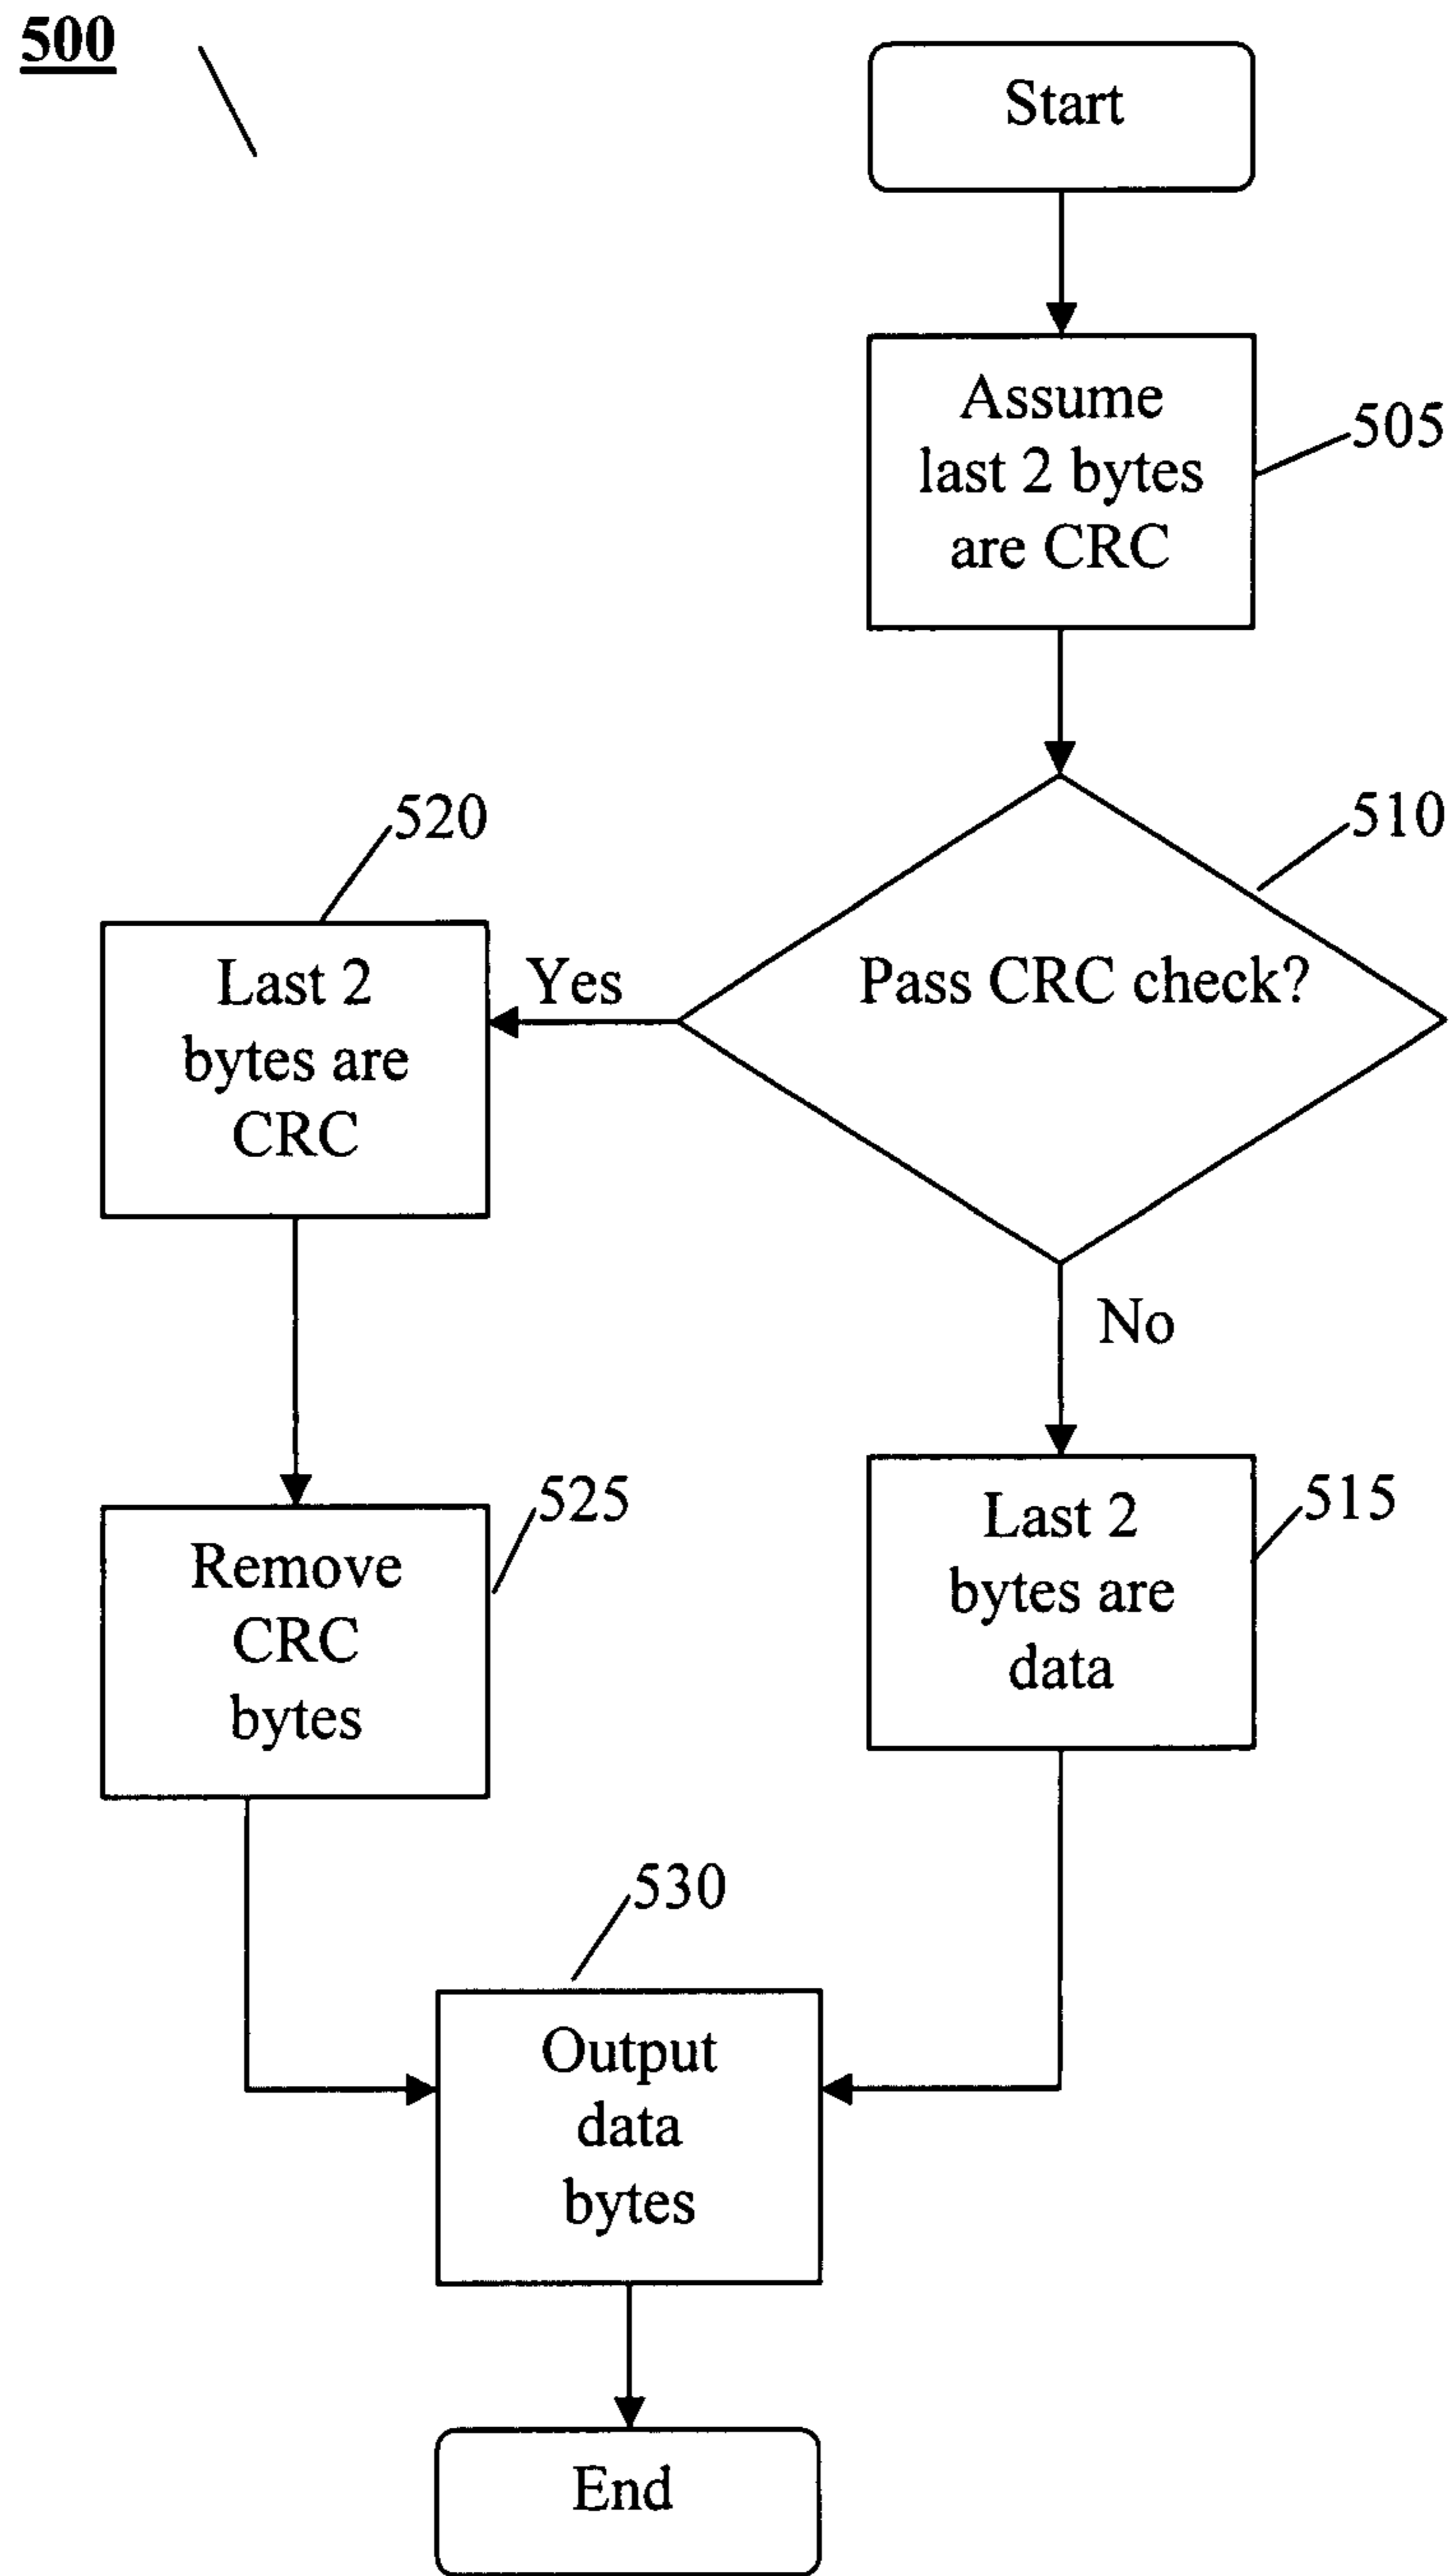 500
Start
Assume
last 2 bytes
are CRC
505
510
Pass CRC check?
Yes
520
Last 2
bytes are
CRC
No
525
Remove
CRC
bytes
515
Last 2
bytes are
data
530
Output
data
bytes
End